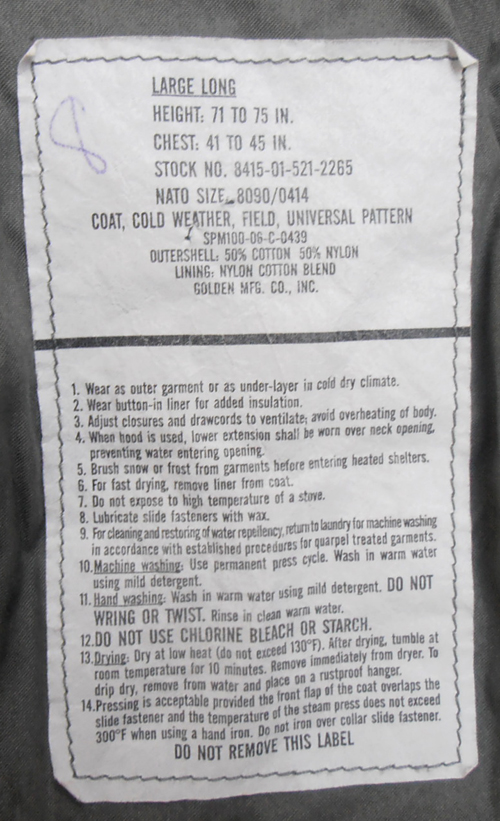 8
LARGE LONG
HEIGHT: 71 TO 75 IN.
CHEST: 41 TO 45 IN.
STOCK NO. 8415-01-521-2265
NATO SIZE 8090/0414
COAT, COLD WEATHER, FIELD, UNIVERSAL PATTERN
SPM100-06-C-0439
OUTERSHELL: 50% COTTON 50% NYLON
LINING: NYLON COTTON BLEND
GOLDEN MFG. CO., INC.
1. Wear as outer garment or as under-layer in cold dry climate.
2. Wear button-in liner for added insulation.
3. Adjust closures and drawcords to ventilate; avoid overheating of body.
4. When hood is used, lower extension shall be worn over neck opening,
preventing water entering opening.
5. Brush snow or frost from garments before entering heated shelters.
6. For fast drying, remove liner from coat.
7. Do not expose to high temperature of a stove.
8. Lubricate slide fasteners with wax.
9. For cleaning and restoring of water repellency, return to laundry for machine washing
in accordance with established procedures for quarpel treated garments.
10. Machine washing: Use permanent press cycle. Wash in warm water
using mild detergent.
11. Hand washing: Wash in warm water using mild detergent. DO NOT
WRING OR TWIST. Rinse in clean warm water.
12. DO NOT USE CHLORINE BLEACH OR STARCH.
13. Drying: Dry at low heat (do not exceed 130°F). After drying, tumble at
room temperature for 10 minutes. Remove immediately from dryer. To
drip dry, remove from water and place on a rustproof hanger.
14. Pressing is acceptable provided the front flap of the coat overlaps the
slide fastener and the temperature of the steam press does not exceed
300°F when using a hand iron. Do not iron over collar slide fastener.
DO NOT REMOVE THIS LABEL